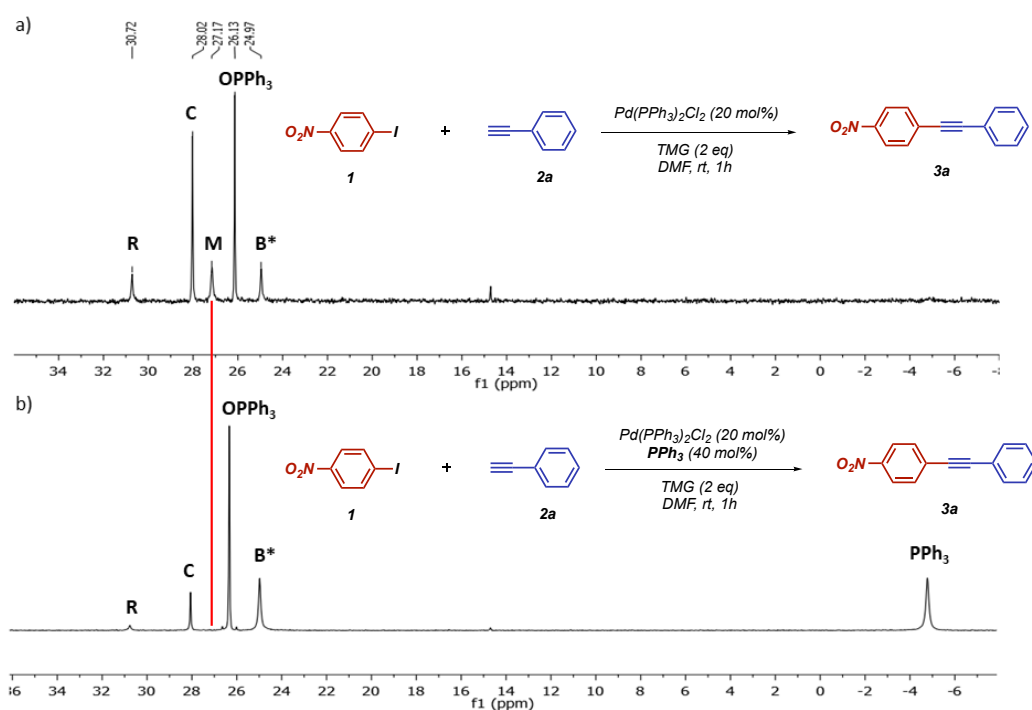 a)
30.72
28.02
27.17
26.13
24.97
OPPh3
C
R
M
B*
O2N
I
1
+
2a
Pd(PPh3)2Cl2 (20 mol%)
TMG (2 eq)
DMF, rt, 1h
O2N
3a
34 32 30 28 26 24 22 20 18 16 14 12 10 8 6 4 2 0 -2 -4 -6
f1 (ppm)
b)
OPPh3
C
R
B*
O2N
I
1
+
2a
Pd(PPh3)2Cl2 (20 mol%)
PPh3 (40 mol%)
TMG (2 eq)
DMF, rt, 1h
O2N
3a
PPh3
36 34 32 30 28 26 24 22 20 18 16 14 12 10 8 6 4 2 0 -2 -4 -6
f1 (ppm)